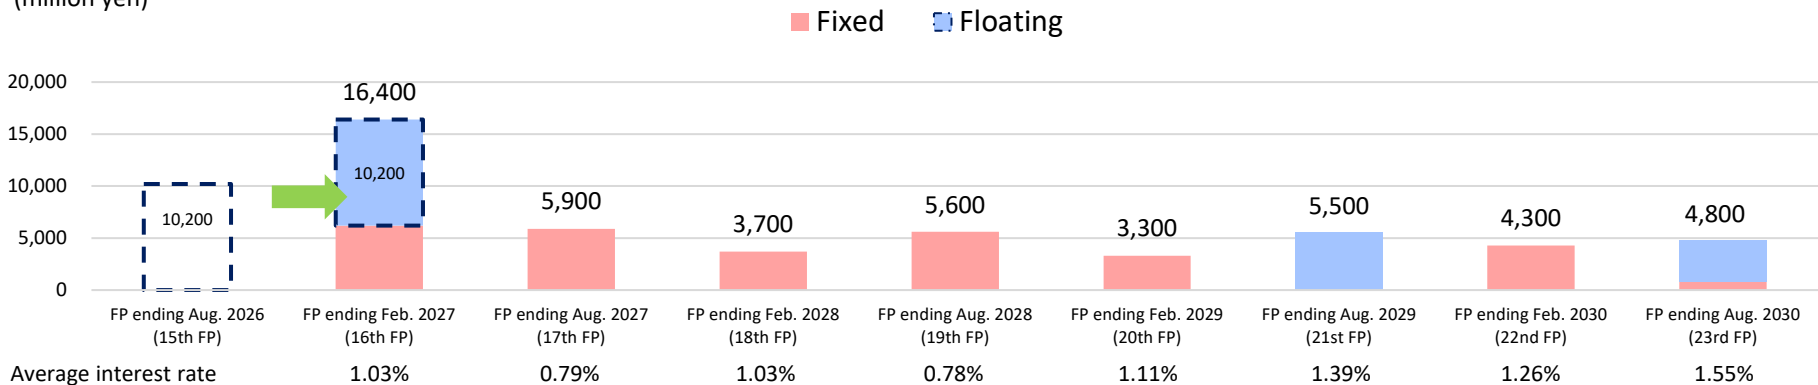 (million yen)
Fixed Floating
20,000
15,000
10,000
5,000
0
16,400
10,200
10,200
5,900
3,700
5,600
3,300
5,500
4,300
4,800
FP ending Aug. 2026
(15th FP)
FP ending Feb. 2027
(16th FP)
FP ending Aug. 2027
(17th FP)
FP ending Feb. 2028
(18th FP)
FP ending Aug. 2028
(19th FP)
FP ending Feb. 2029
(20th FP)
FP ending Aug. 2029
(21st FP)
FP ending Feb. 2030
(22nd FP)
FP ending Aug. 2030
(23rd FP)
Average interest rate 1.03% 0.79% 1.03% 0.78% 1.11% 1.39% 1.26% 1.55%